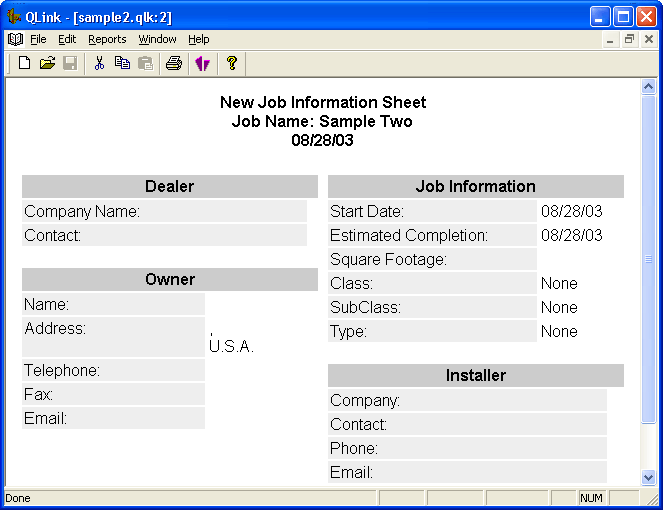 QLink - [sample2.qlk:2]
File Edit Reports Window Help
New Job Information Sheet
Job Name: Sample Two
08/28/03
Dealer
Company Name:
Contact:
Owner
Name:
Address: ,
U.S.A.
Telephone:
Fax:
Email:
Job Information
Start Date: 08/28/03
Estimated Completion: 08/28/03
Square Footage:
Class: None
SubClass: None
Type: None
Installer
Company:
Contact:
Phone:
Email:
Done NUM